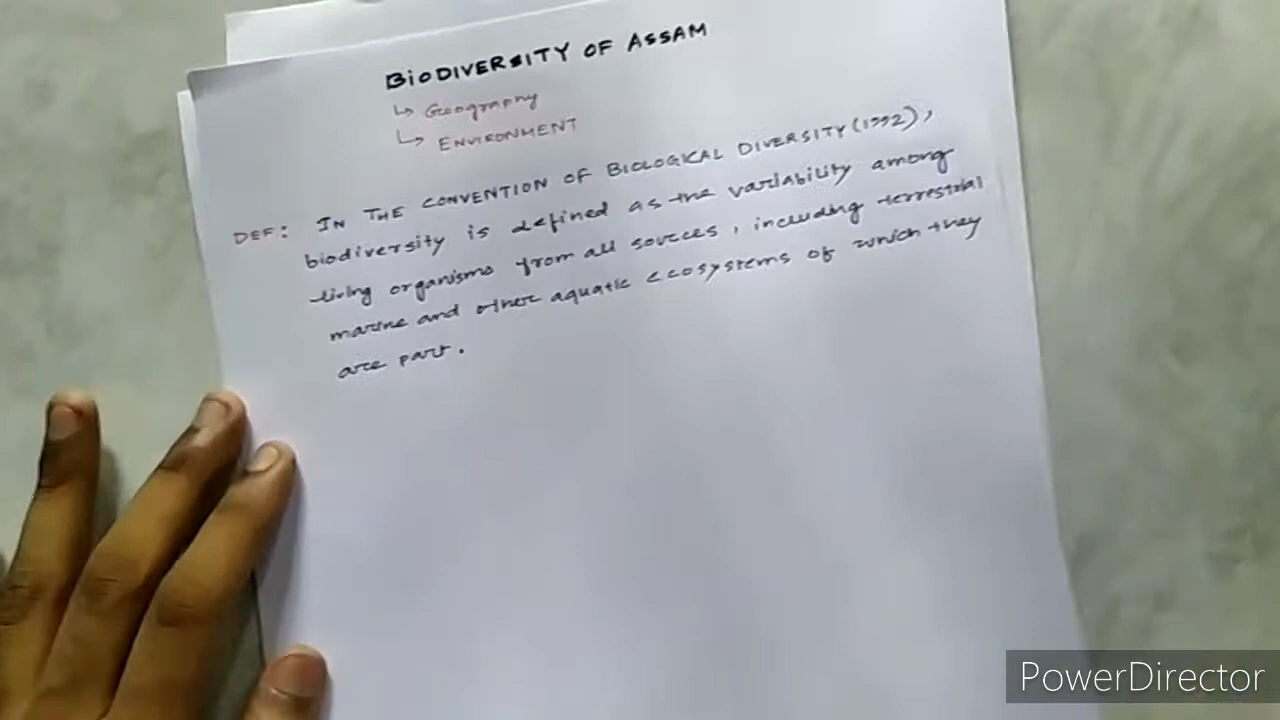 BiODIVERSITY OF ASSAM
↳ Geography
↳ ENVIRONMENT
DEF: IN THE CONVENTION OF BIOLOGICAL DIVERSITY (1992),
biodiversity is defined as the variability among
living organisms from all sources, including terrestrial
marine and other aquatic ecosystems of which they
are part.
PowerDirector